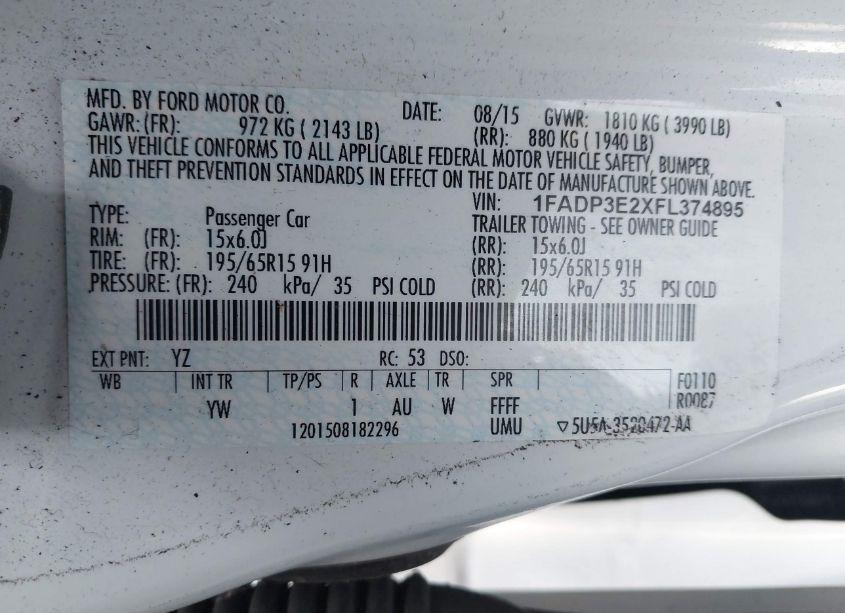 MFD. BY FORD MOTOR CO. DATE: 08/15 GVWR: 1810 KG ( 3990 LB)
GAWR: (FR): 972 KG ( 2143 LB) (RR): 880 KG ( 1940 LB)
THIS VEHICLE CONFORMS TO ALL APPLICABLE FEDERAL MOTOR VEHICLE SAFETY, BUMPER,
AND THEFT PREVENTION STANDARDS IN EFFECT ON THE DATE OF MANUFACTURE SHOWN ABOVE.
VIN: 1FADP3E2XFL374895
TYPE: Passenger Car TRAILER TOWING - SEE OWNER GUIDE
RIM: (FR): 15x6.0J (RR): 15x6.0J
TIRE: (FR): 195/65R15 91H (RR): 195/65R15 91H
PRESSURE: (FR): 240 kPa/ 35 PSI COLD (RR): 240 kPa/ 35 PSI COLD
EXT PNT: YZ RC: 53 DSO:
WB INT TR TP/PS R AXLE TR SPR F0110
R0087
YW 1 AU W FFFF
1201508182296 UMU ▽5U5A-3520472-AA